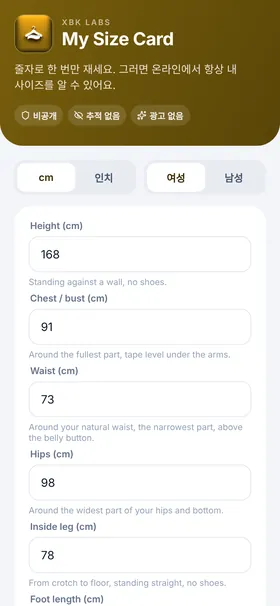 XBK LABS
My Size Card
줄자로 한 번만 재세요. 그러면 온라인에서 항상 내
사이즈를 알 수 있어요.
비공개
추적 없음
광고 없음
cm
인치
여성
남성
Height (cm)
168
Standing against a wall, no shoes.
Chest / bust (cm)
91
Around the fullest part, tape level under the arms.
Waist (cm)
73
Around your natural waist, the narrowest part, above
the belly button.
Hips (cm)
98
Around the widest part of your hips and bottom.
Inside leg (cm)
78
From crotch to floor, standing straight, no shoes.
Foot length (cm)